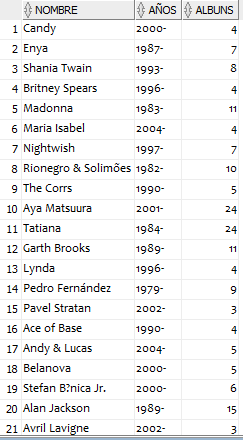 NOMBRE AÑOS ALBUNS
1 Candy 2000- 4
2 Enya 1987- 7
3 Shania Twain 1993- 8
4 Britney Spears 1996- 4
5 Madonna 1983- 11
6 María Isabel 2004- 4
7 Nightwish 1997- 7
8 Rionegro & Solimões 1982- 10
9 The Corrs 1990- 5
10 Aya Matsuura 2001- 24
11 Tatiana 1984- 24
12 Garth Brooks 1989- 11
13 Lynda 1996- 4
14 Pedro Fernández 1979- 9
15 Pavel Stratan 2002- 3
16 Ace of Base 1990- 4
17 Andy & Lucas 2004- 5
18 Belanova 2000- 5
19 Stefan B?nica Jr. 2000- 6
20 Alan Jackson 1989- 15
21 Avril Lavigne 2002- 3